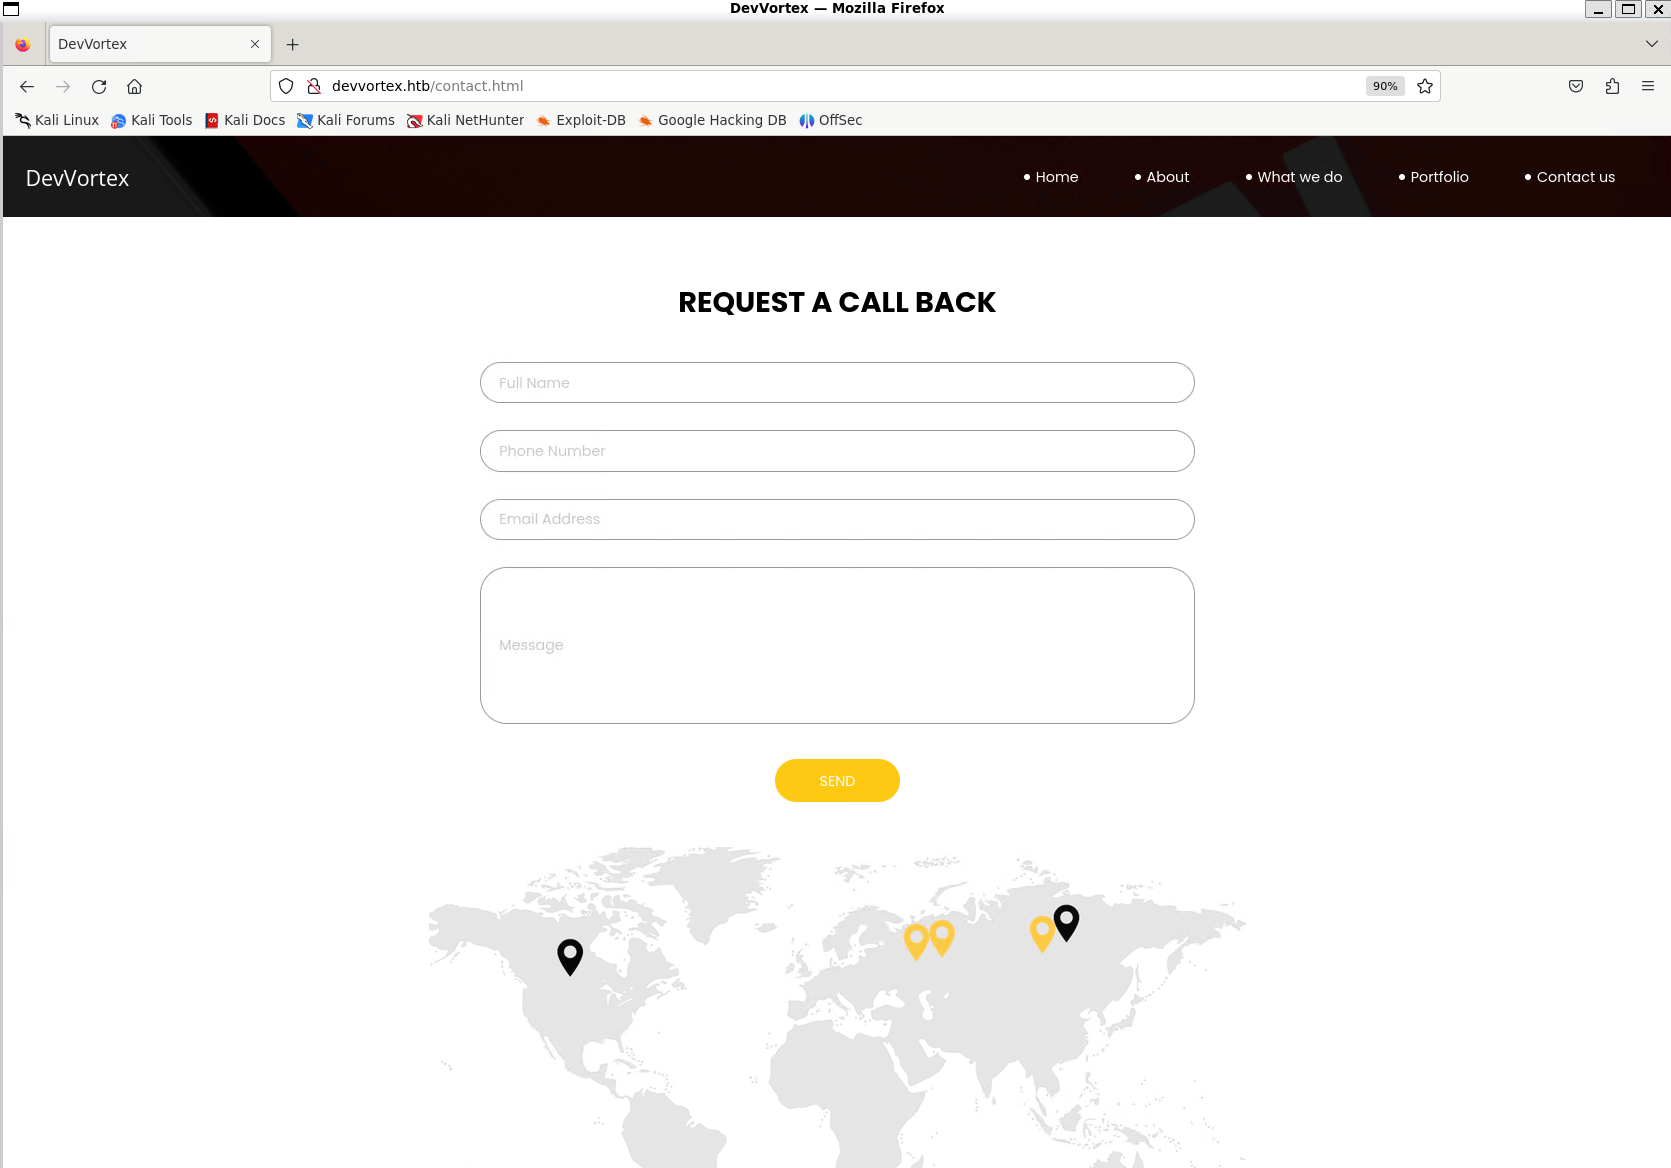 DevVortex — Mozilla Firefox
DevVortex
devvortex.htb/contact.html 90%
Kali Linux Kali Tools Kali Docs Kali Forums Kali NetHunter Exploit-DB Google Hacking DB OffSec
DevVortex Home About What we do Portfolio Contact us
REQUEST A CALL BACK
Full Name
Phone Number
Email Address
Message
SEND